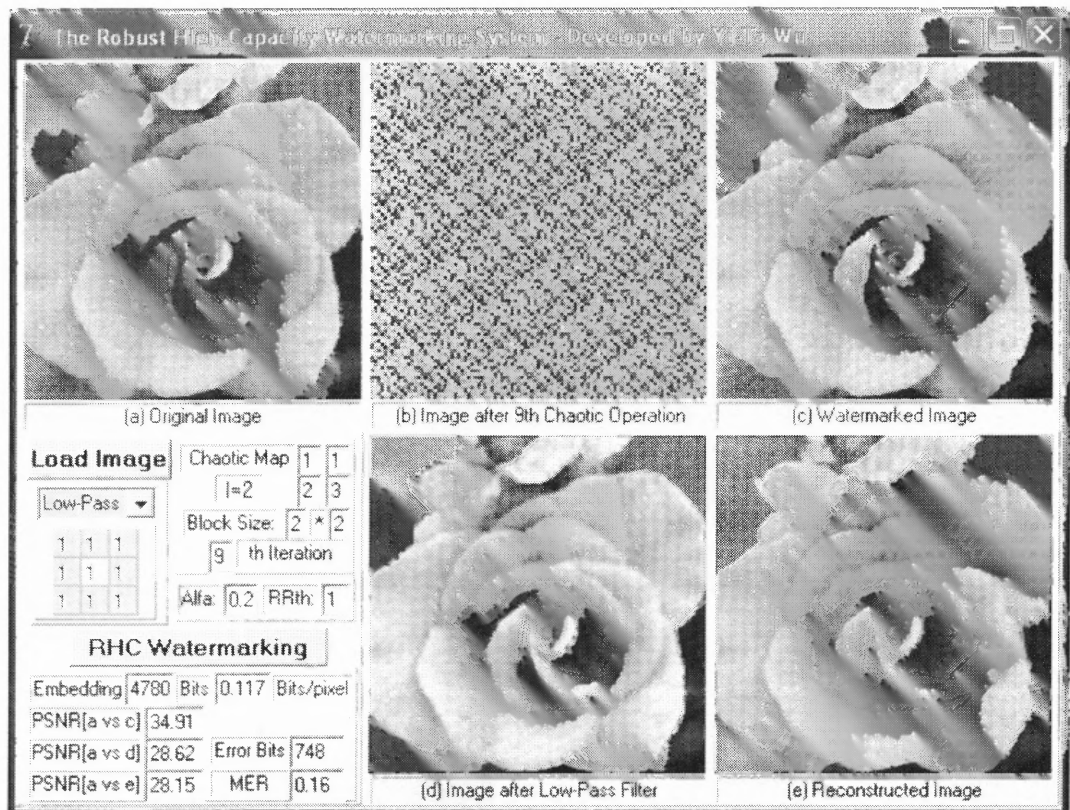 The Robust High Capacity Watermarking System - Developed by Yi-Ta Wu
(a) Original Image
(b) Image after 9th Chaotic Operation
(c) Watermarked Image
Load Image
Low-Pass
1 1 1
1 1 1
1 1 1
Chaotic Map 1 1
l=2 2 3
Block Size: 2 * 2
9 th Iteration
Alfa: 0.2 RRth: 1
RHC Watermarking
Embedding 4780 Bits 0.117 Bits/pixel
PSNR[a vs c] 34.91
PSNR[a vs d] 28.62 Error Bits 748
PSNR[a vs e] 28.15 MER 0.16
(d) Image after Low-Pass Filter
(e) Reconstructed Image